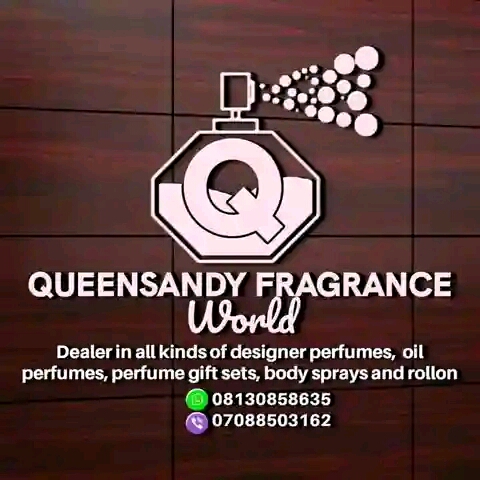 Q
QUEENSANDY FRAGRANCE
World
Dealer in all kinds of designer perfumes, oil
perfumes, perfume gift sets, body sprays and rollon
08130858635
07088503162